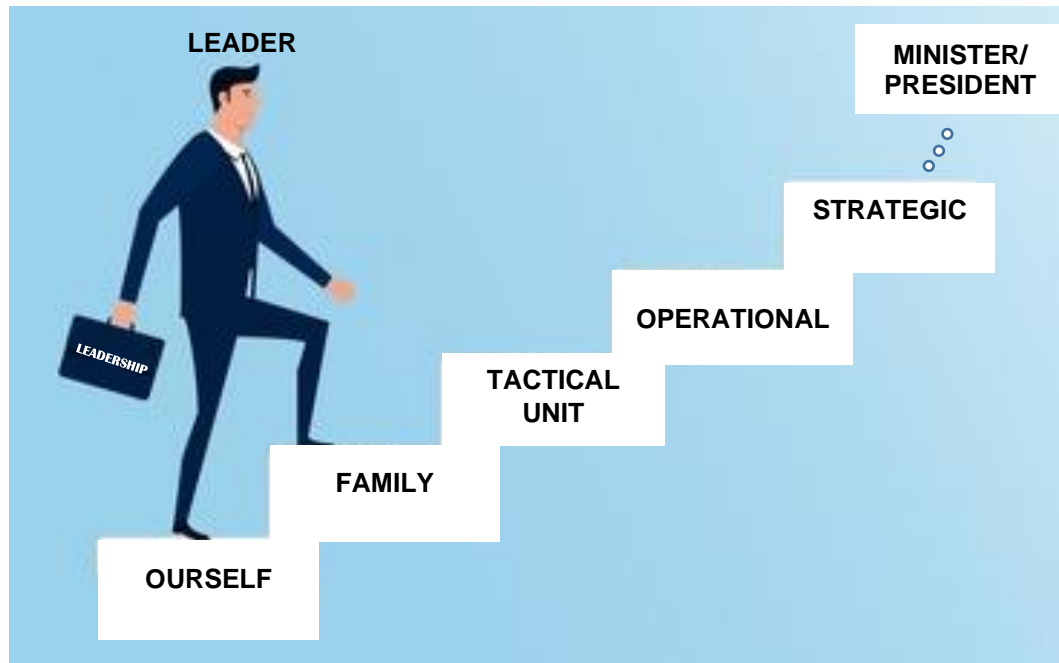 LEADER
MINISTER/
PRESIDENT
STRATEGIC
OPERATIONAL
TACTICAL
UNIT
LEADERSHIP
FAMILY
OURSELF